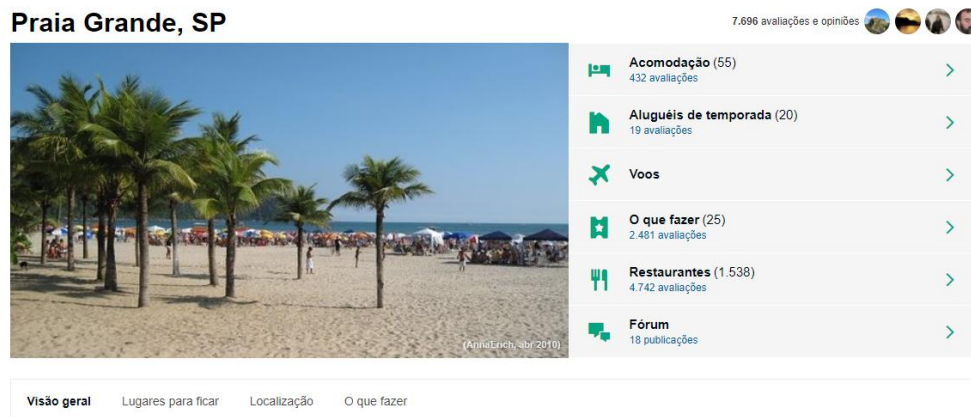 Praia Grande, SP
7.696 avaliações e opiniões
Acomodação (55)
432 avaliações
Aluguéis de temporada (20)
19 avaliações
Voos
O que fazer (25)
2.481 avaliações
Restaurantes (1.538)
4.742 avaliações
Fórum
18 publicações
(AnnaErich, abr 2010)
Visão geral Lugares para ficar Localização O que fazer